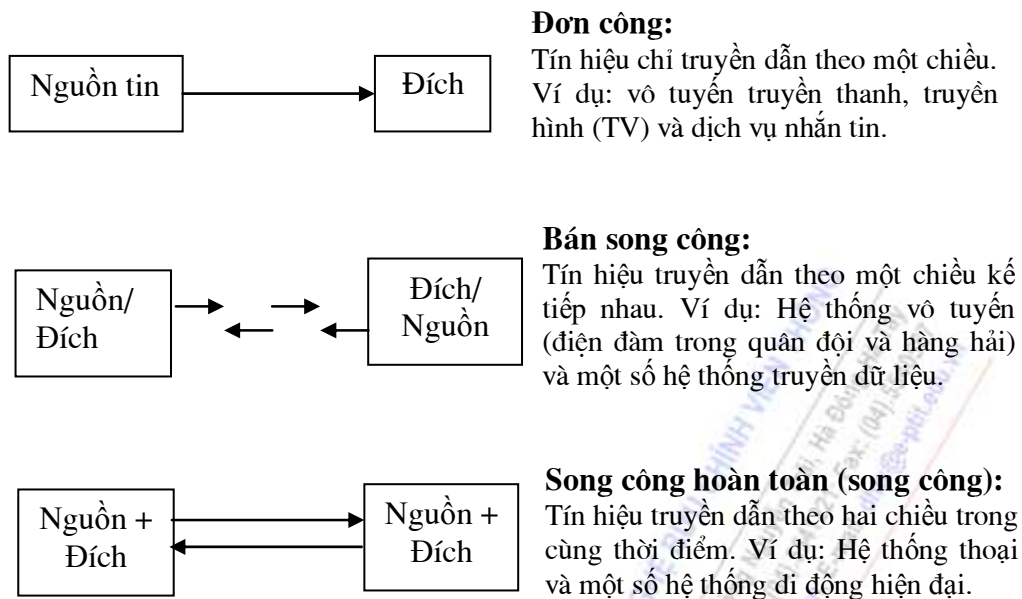 Đơn công:
Nguồn tin
Đích
Tín hiệu chỉ truyền dẫn theo một chiều.
Ví dụ: vô tuyến truyền thanh, truyền
hình (TV) và dịch vụ nhắn tin.
Bán song công:
Nguồn/
Đích
Đích/
Nguồn
Tín hiệu truyền dẫn theo một chiều kế
tiếp nhau. Ví dụ: Hệ thống vô tuyến
(điện đàm trong quân đội và hàng hải)
và một số hệ thống truyền dữ liệu.
Song công hoàn toàn (song công):
Nguồn +
Đích
Nguồn +
Đích
Tín hiệu truyền dẫn theo hai chiều trong
cùng thời điểm. Ví dụ: Hệ thống thoại
và một số hệ thống di động hiện đại.